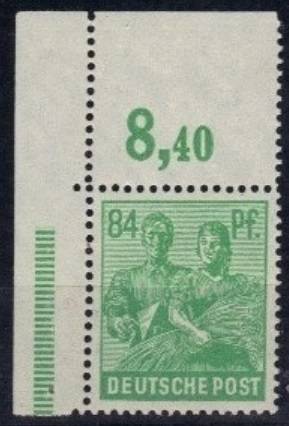 8,40
84 Pf.
DEUTSCHE POST